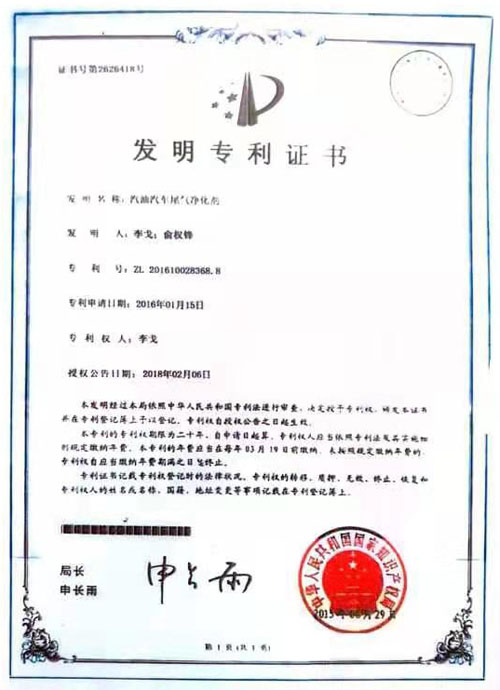 证书号第2626418号
发明专利证书
发 明 名 称：汽油汽车尾气净化剂
发 明 人：李戈；俞权锋
专 利 号：ZL 201610028368.8
专利申请日期：2016年01月15日
专 利 权 人：李戈
授权公告日期：2018年02月06日
本发明经过本局依照中华人民共和国专利法进行审查，决定授予专利权，颁发本证书
并在专利登记簿上予以登记。专利权自授权公告之日起生效。
本专利的专利权期限为二十年，自申请日起算。专利权人应当依照专利法及其实施细
则规定缴纳年费。本专利的年费应当在每年03月19日前缴纳。未按照规定缴纳年费的，
专利权自应当缴纳年费期满之日起终止。
专利证书记载专利权登记时的法律状况。专利权的转移、质押、无效、终止、恢复和
专利权人的姓名或名称、国籍、地址变更等事项记载在专利登记簿上。
局长
申长雨
申长雨
中华人民共和国国家知识产权局
2015年 29日
第 1 页（共 1 页）